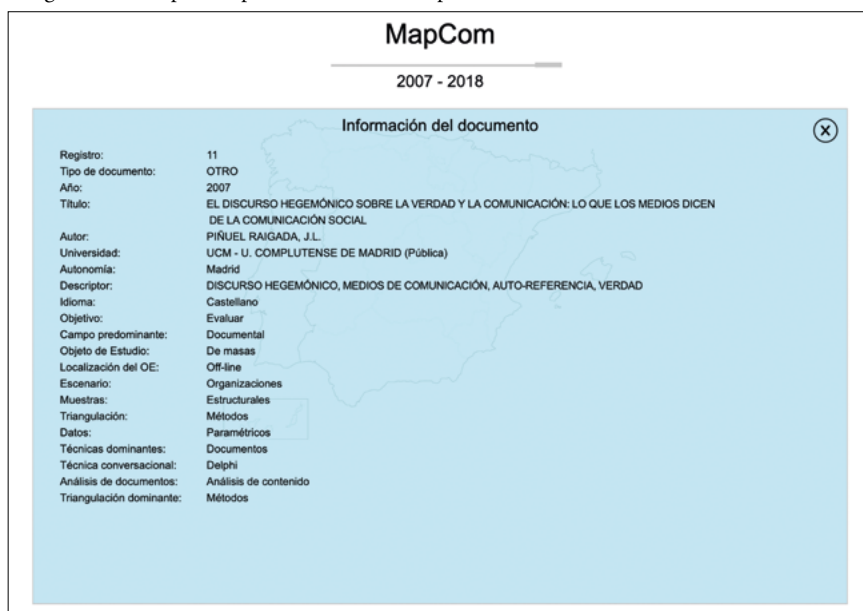 MapCom
2007 - 2018
Información del documento
Registro: 11
Tipo de documento: OTRO
Año: 2007
Título: EL DISCURSO HEGEMÓNICO SOBRE LA VERDAD Y LA COMUNICACIÓN: LO QUE LOS MEDIOS DICEN
DE LA COMUNICACIÓN SOCIAL
Autor: PIÑUEL RAIGADA, J.L.
Universidad: UCM - U. COMPLUTENSE DE MADRID (Pública)
Autonomía: Madrid
Descriptor: DISCURSO HEGEMÓNICO, MEDIOS DE COMUNICACIÓN, AUTO-REFERENCIA, VERDAD
Idioma: Castellano
Objetivo: Evaluar
Campo predominante: Documental
Objeto de Estudio: De masas
Localización del OE: Off-line
Escenario: Organizaciones
Muestras: Estructurales
Triangulación: Métodos
Datos: Paramétricos
Técnicas dominantes: Documentos
Técnica conversacional: Delphi
Análisis de documentos: Análisis de contenido
Triangulación dominante: Métodos